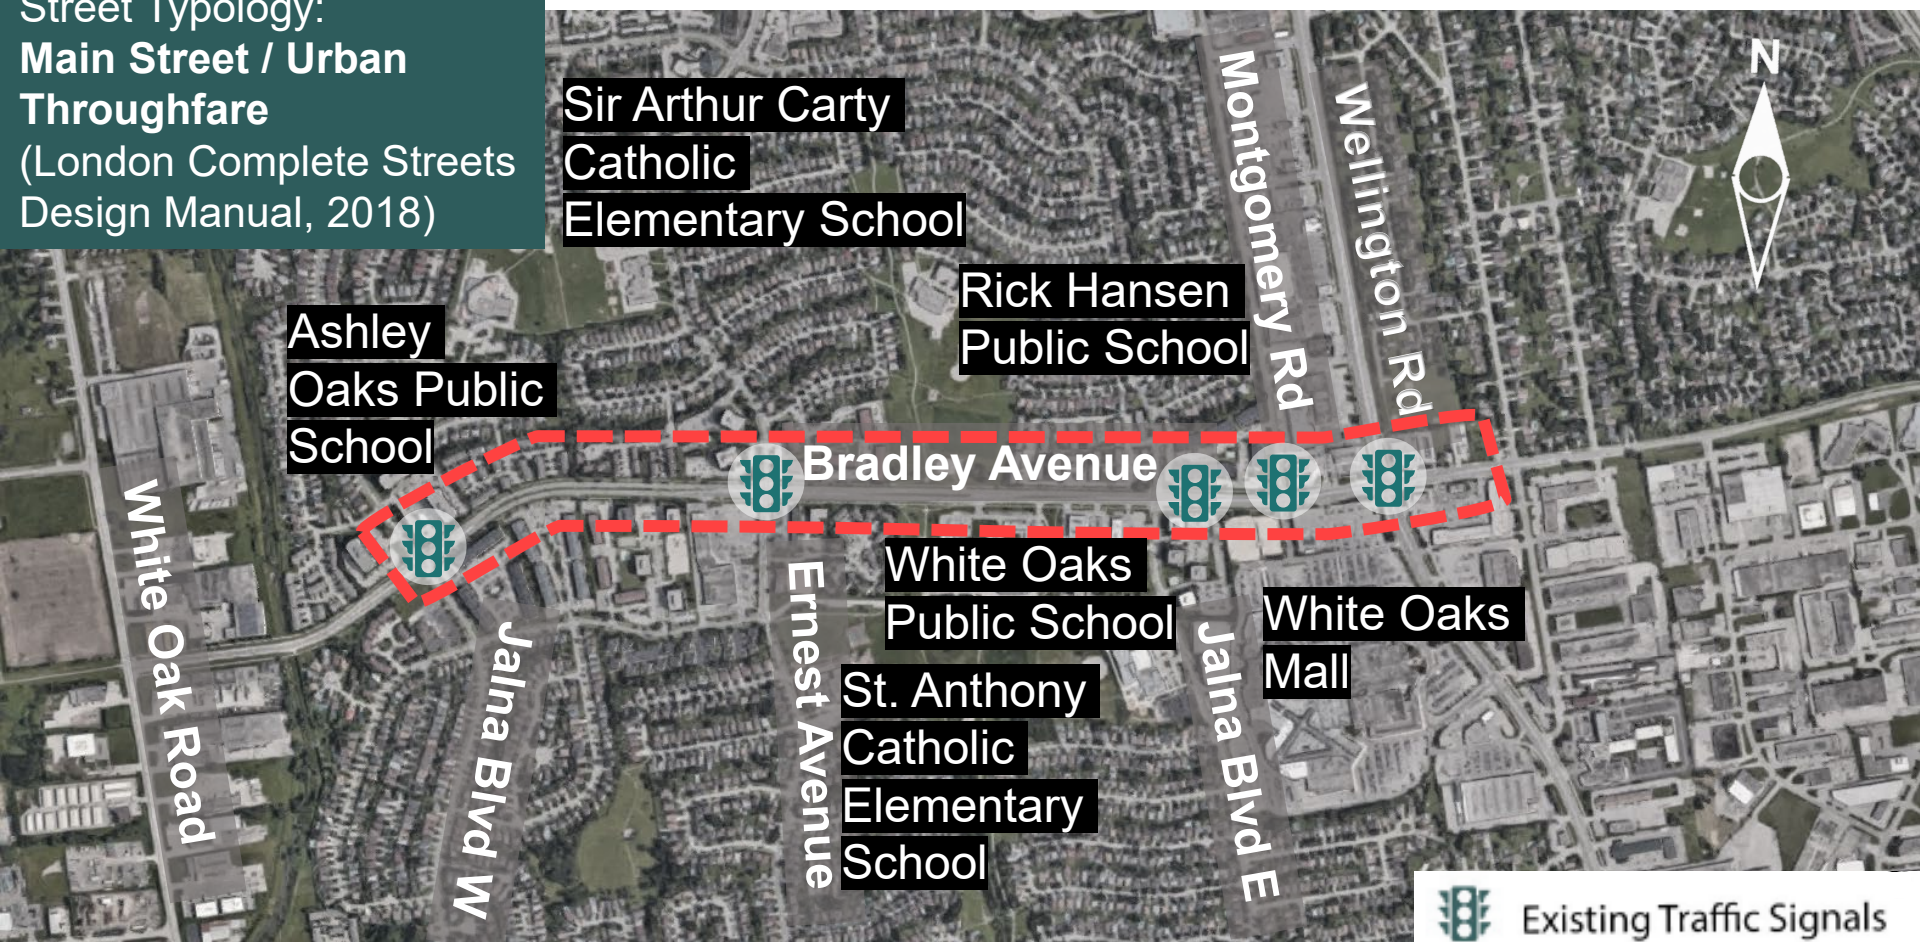 Street Typology:
Main Street / Urban
Throughfare
(London Complete Streets
Design Manual, 2018)
Sir Arthur Carty
Catholic
Elementary School
Montgomery Rd
Wellington Rd
N
Rick Hansen
Public School
Ashley
Oaks Public
School
Bradley Avenue
White Oak Road
Jalna Blvd W
Ernest Avenue
White Oaks
Public School
St. Anthony
Catholic
Elementary
School
Jalna Blvd E
White Oaks
Mall
Existing Traffic Signals